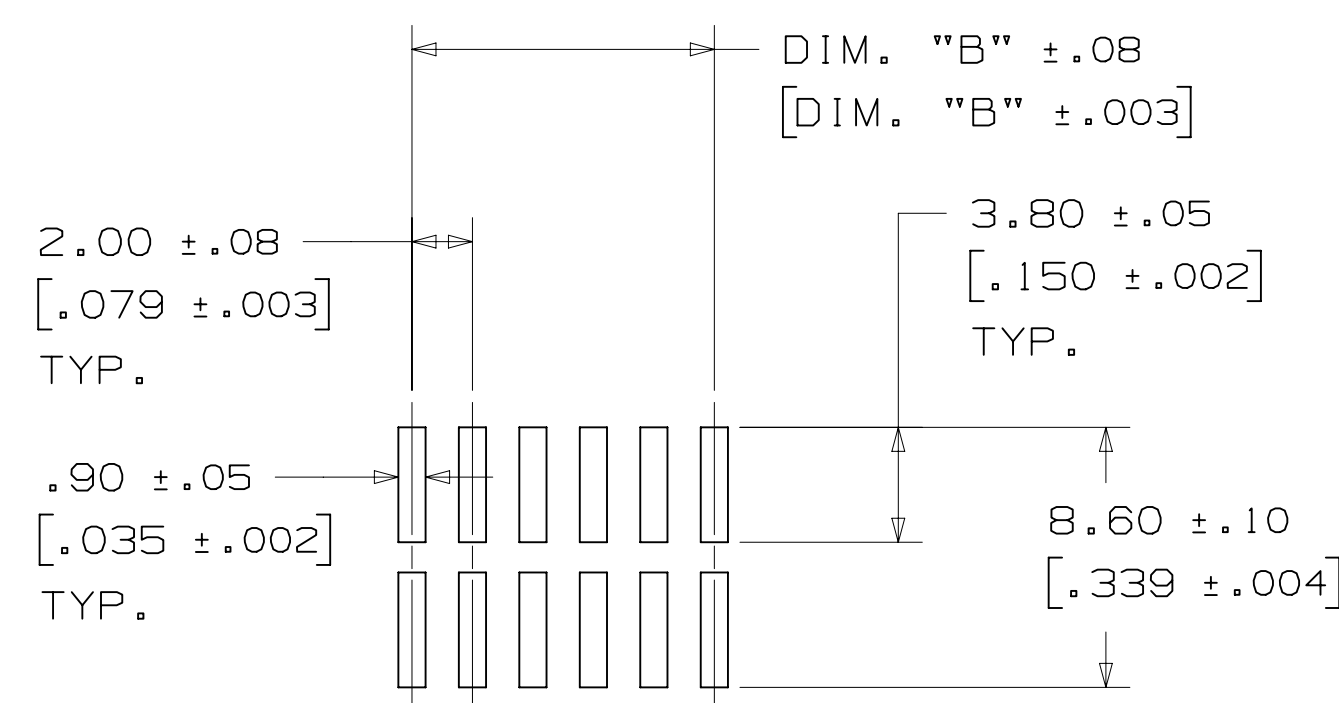 DIM. "B" ±.08
[DIM. "B" ±.003]
3.80 ±.05
[.150 ±.002]
TYP.
2.00 ±.08
[.079 ±.003]
TYP.
.90 ±.05
[.035 ±.002]
TYP.
8.60 ±.10
[.339 ±.004]